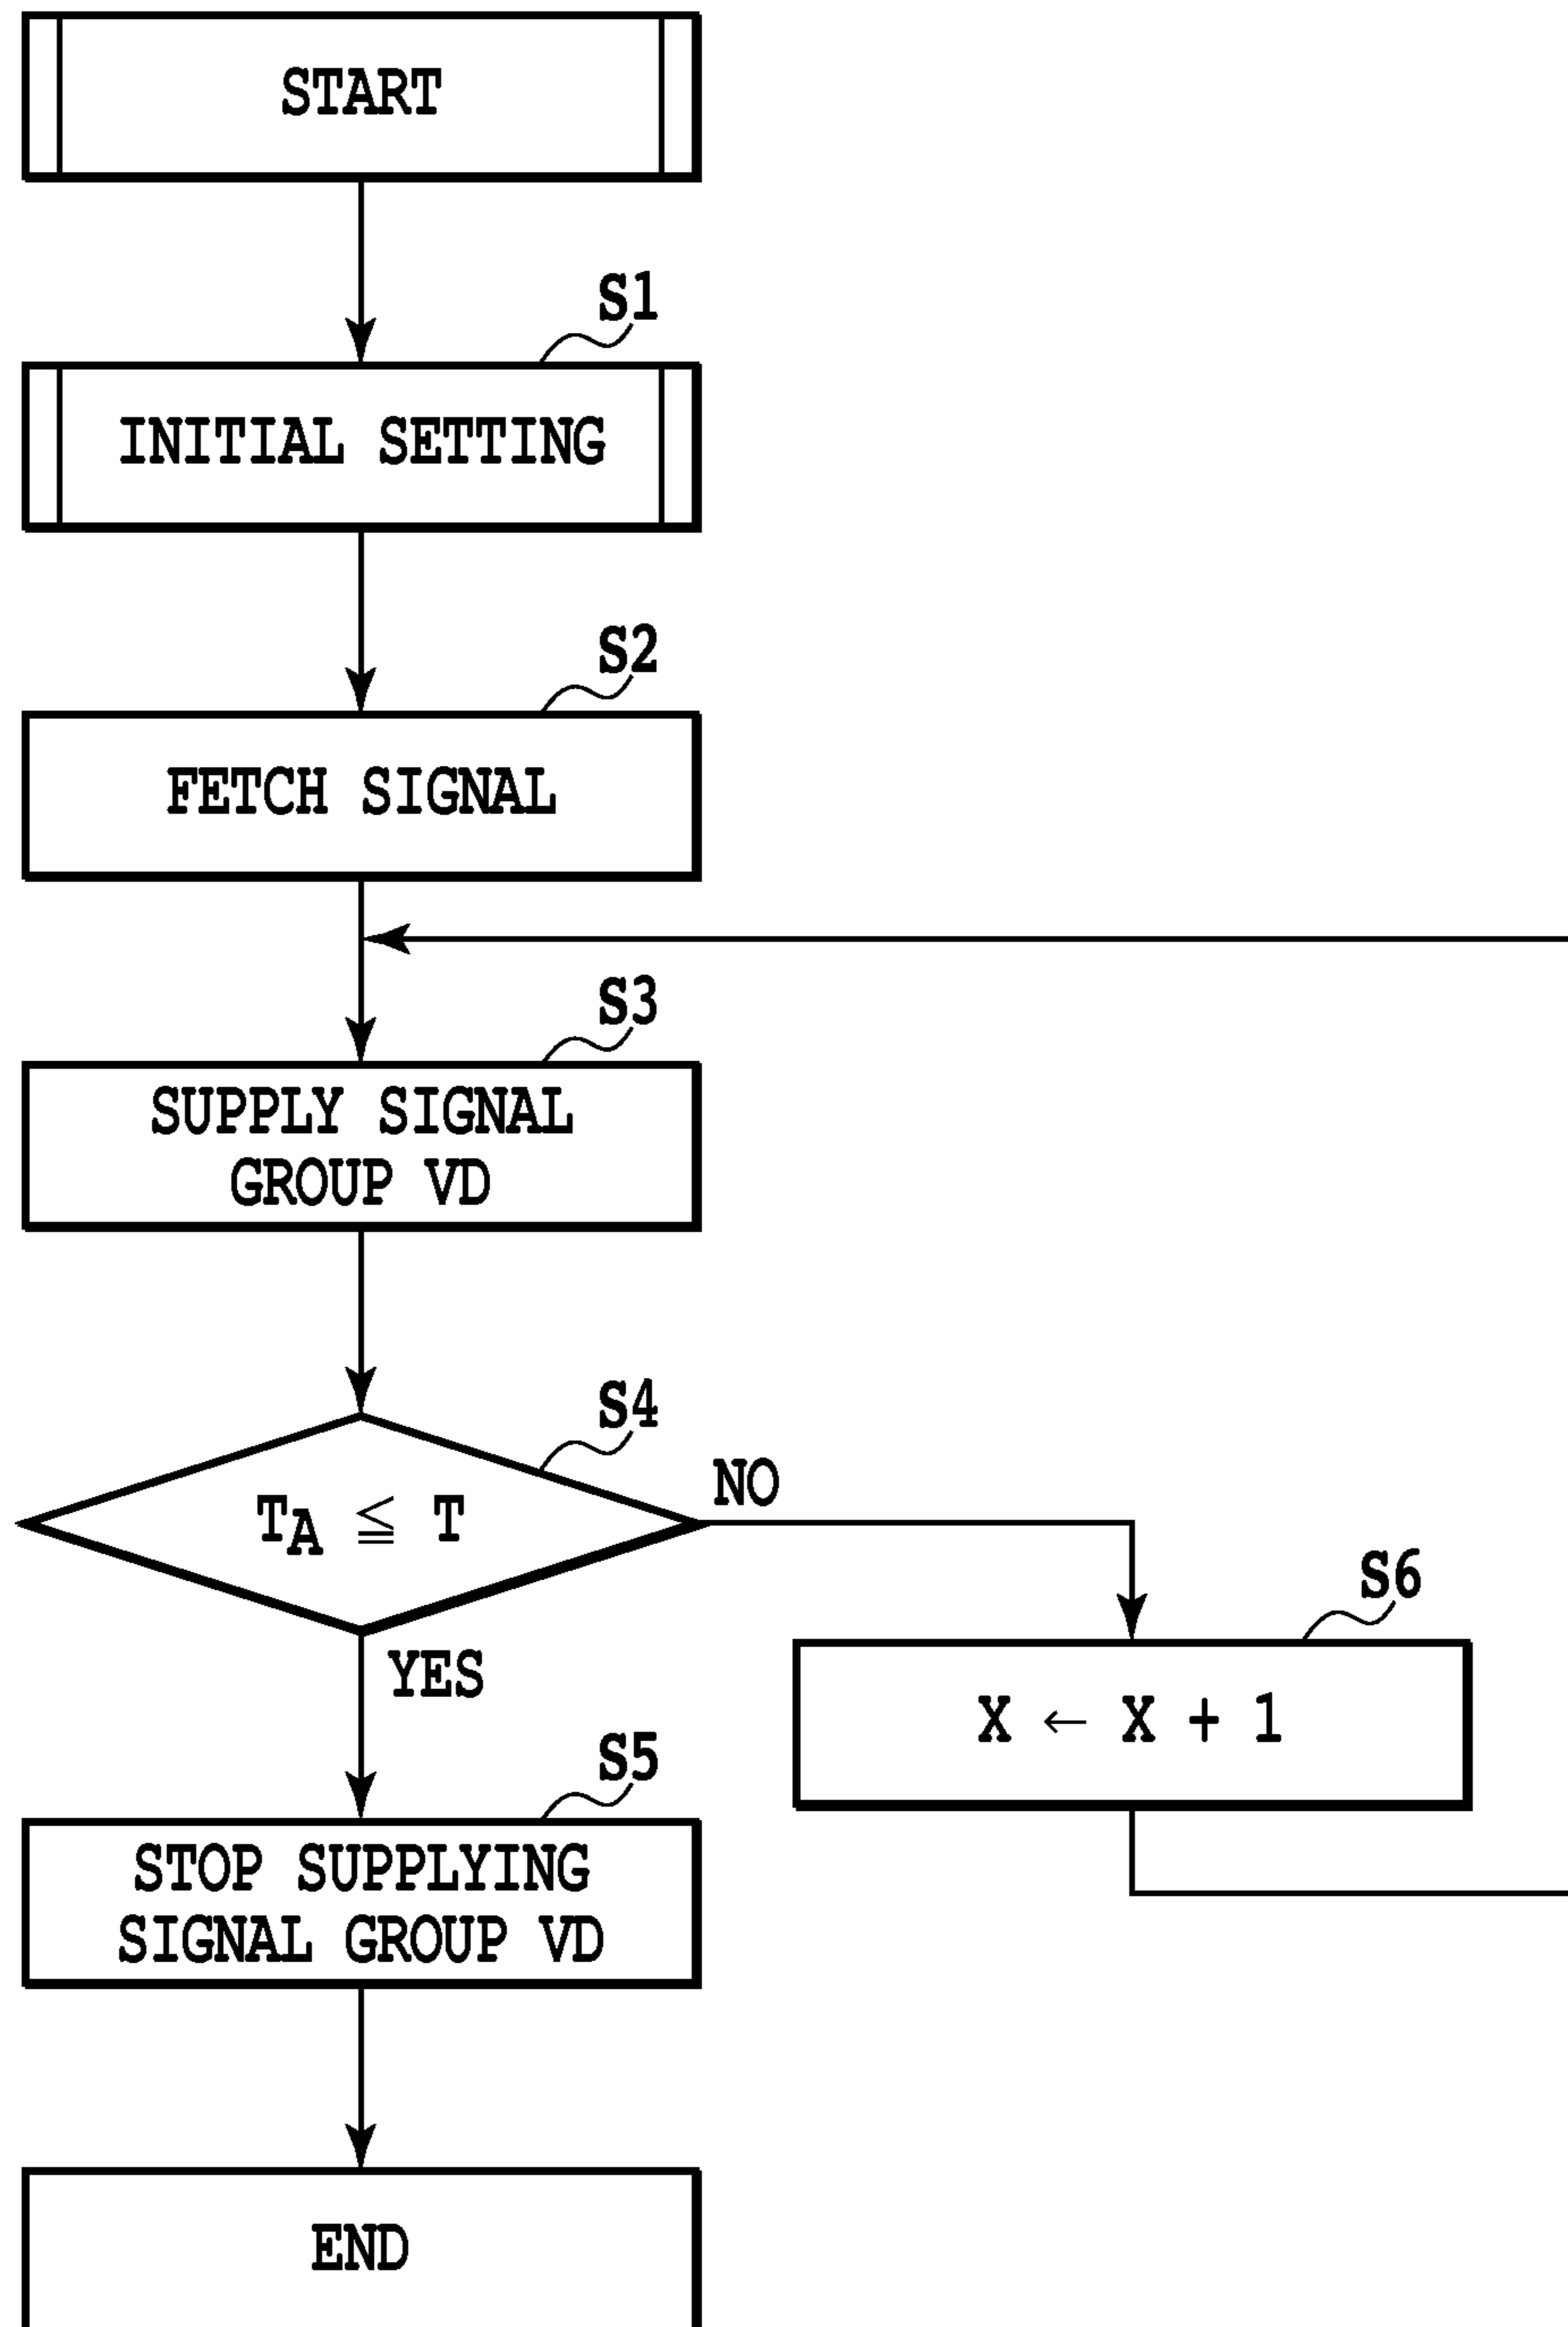 START
S1
INITIAL SETTING
S2
FETCH SIGNAL
S3
SUPPLY SIGNAL
GROUP VD
S4
TA ≦ T
NO
YES
S6
X ← X + 1
S5
STOP SUPPLYING
SIGNAL GROUP VD
END